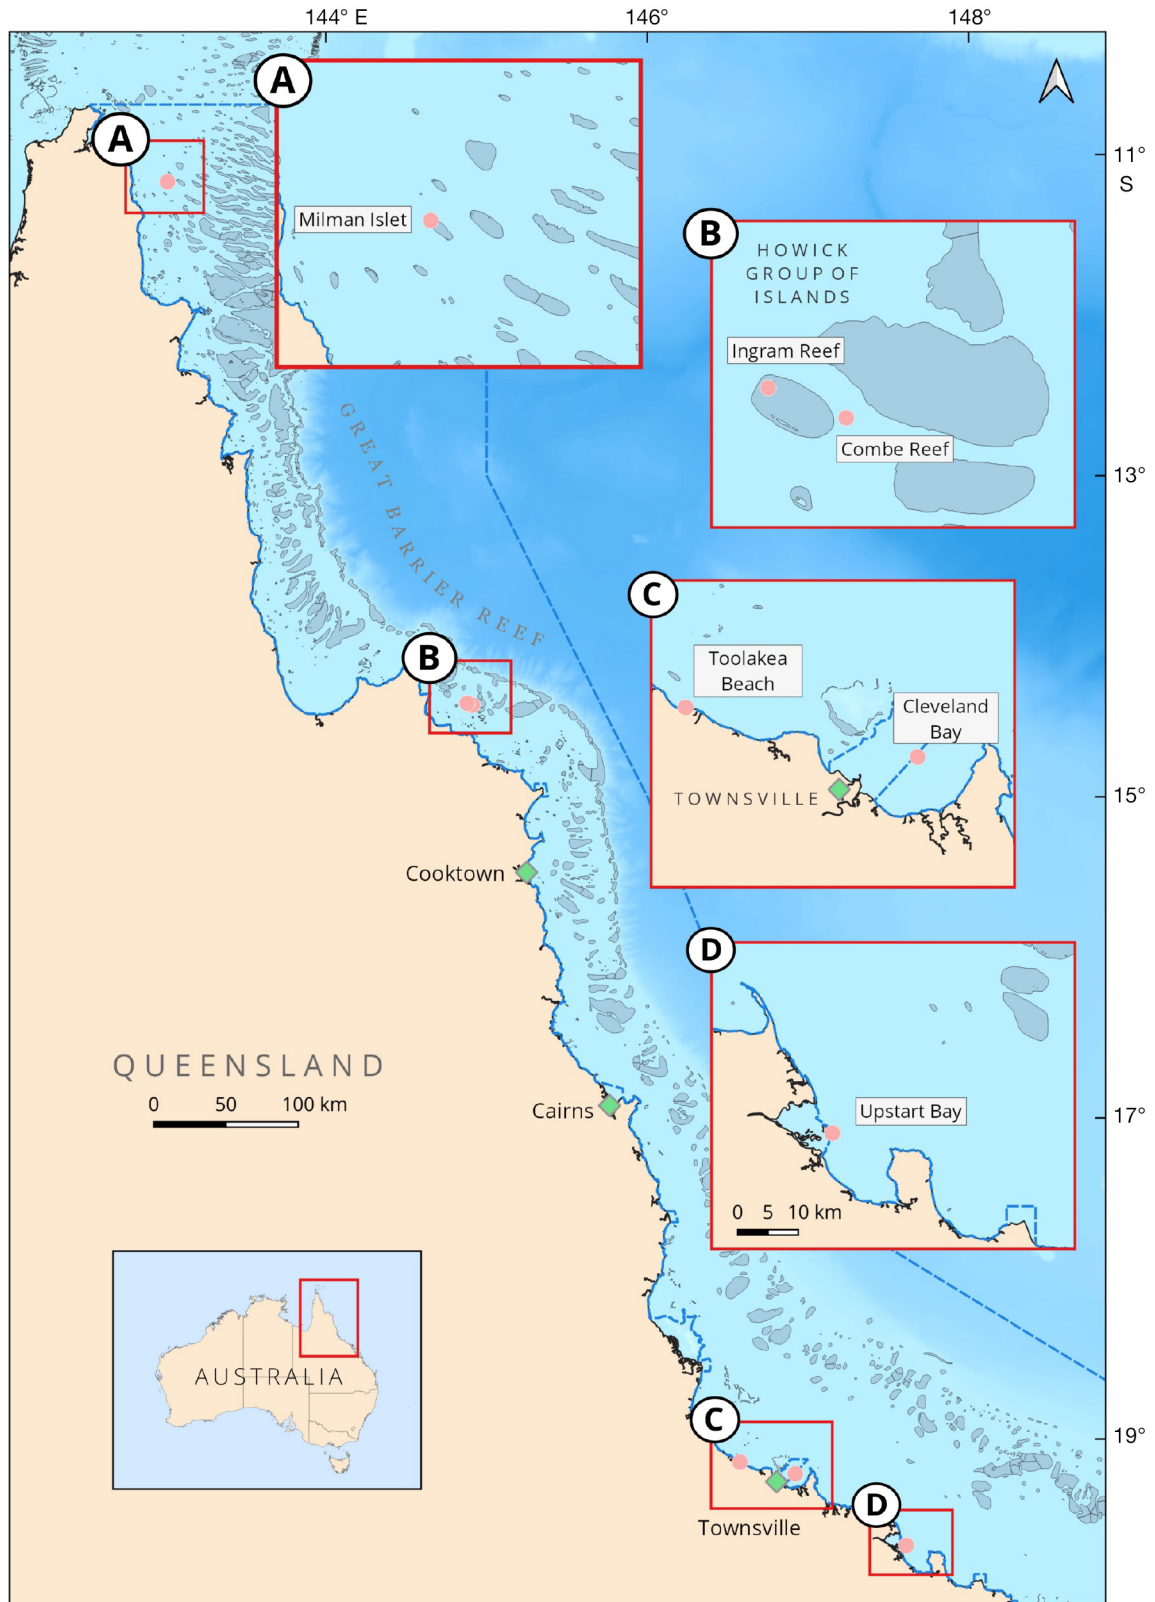 144° E
146°
148°
A
A
11°
S
Milman Islet
B
HOWICK
GROUP OF
ISLANDS
Ingram Reef
Combe Reef
GREAT BARRIER REEF
13°
C
Toolakea
Beach
Cleveland
Bay
TOWNSVILLE
B
15°
Cooktown
D
QUEENSLAND
0 50 100 km
Cairns
Upstart Bay
17°
0 5 10 km
AUSTRALIA
C
19°
D
Townsville